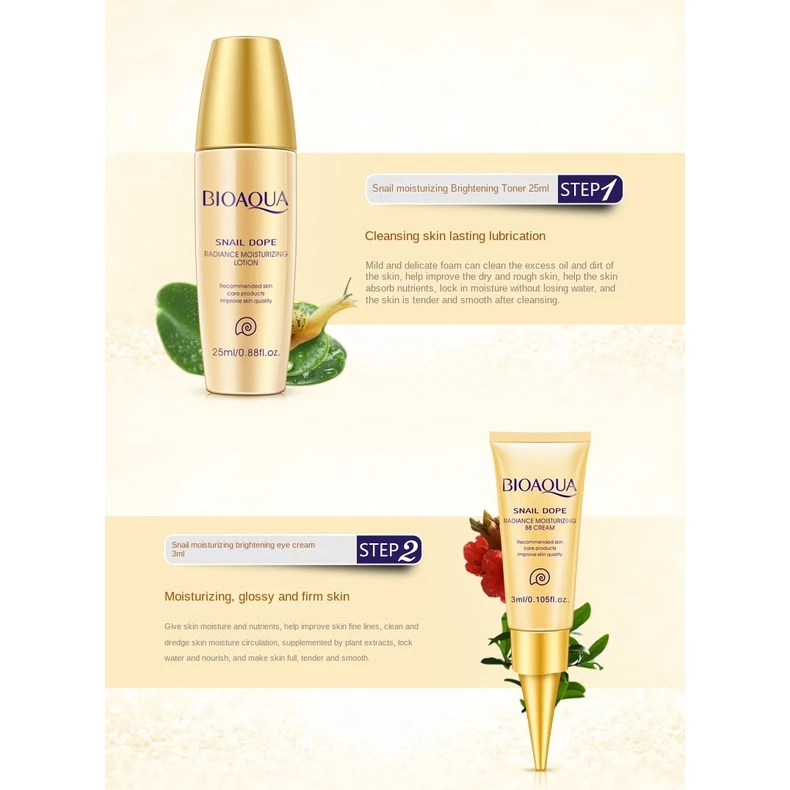 BIOAQUA
SNAIL DOPE
RADIANCE MOISTURIZING
LOTION
Recommended skin
care products
Improve skin quality
25ml/0.88fl.oz.
Snail moisturizing Brightening Toner 25ml STEP1
Cleansing skin lasting lubrication
Mild and delicate foam can clean the excess oil and dirt of
the skin, help improve the dry and rough skin, help the skin
absorb nutrients, lock in moisture without losing water, and
the skin is tender and smooth after cleansing.
BIOAQUA
SNAIL DOPE
RADIANCE MOISTURIZING
BB CREAM
Recommended skin
care products
Improve skin quality
3ml/0.105fl.oz.
Snail moisturizing brightening eye cream
3ml
STEP2
Moisturizing, glossy and firm skin
Give skin moisture and nutrients, help improve skin fine lines, clean and
dredge skin moisture circulation, supplemented by plant extracts, lock
water and nourish, and make skin full, tender and smooth.